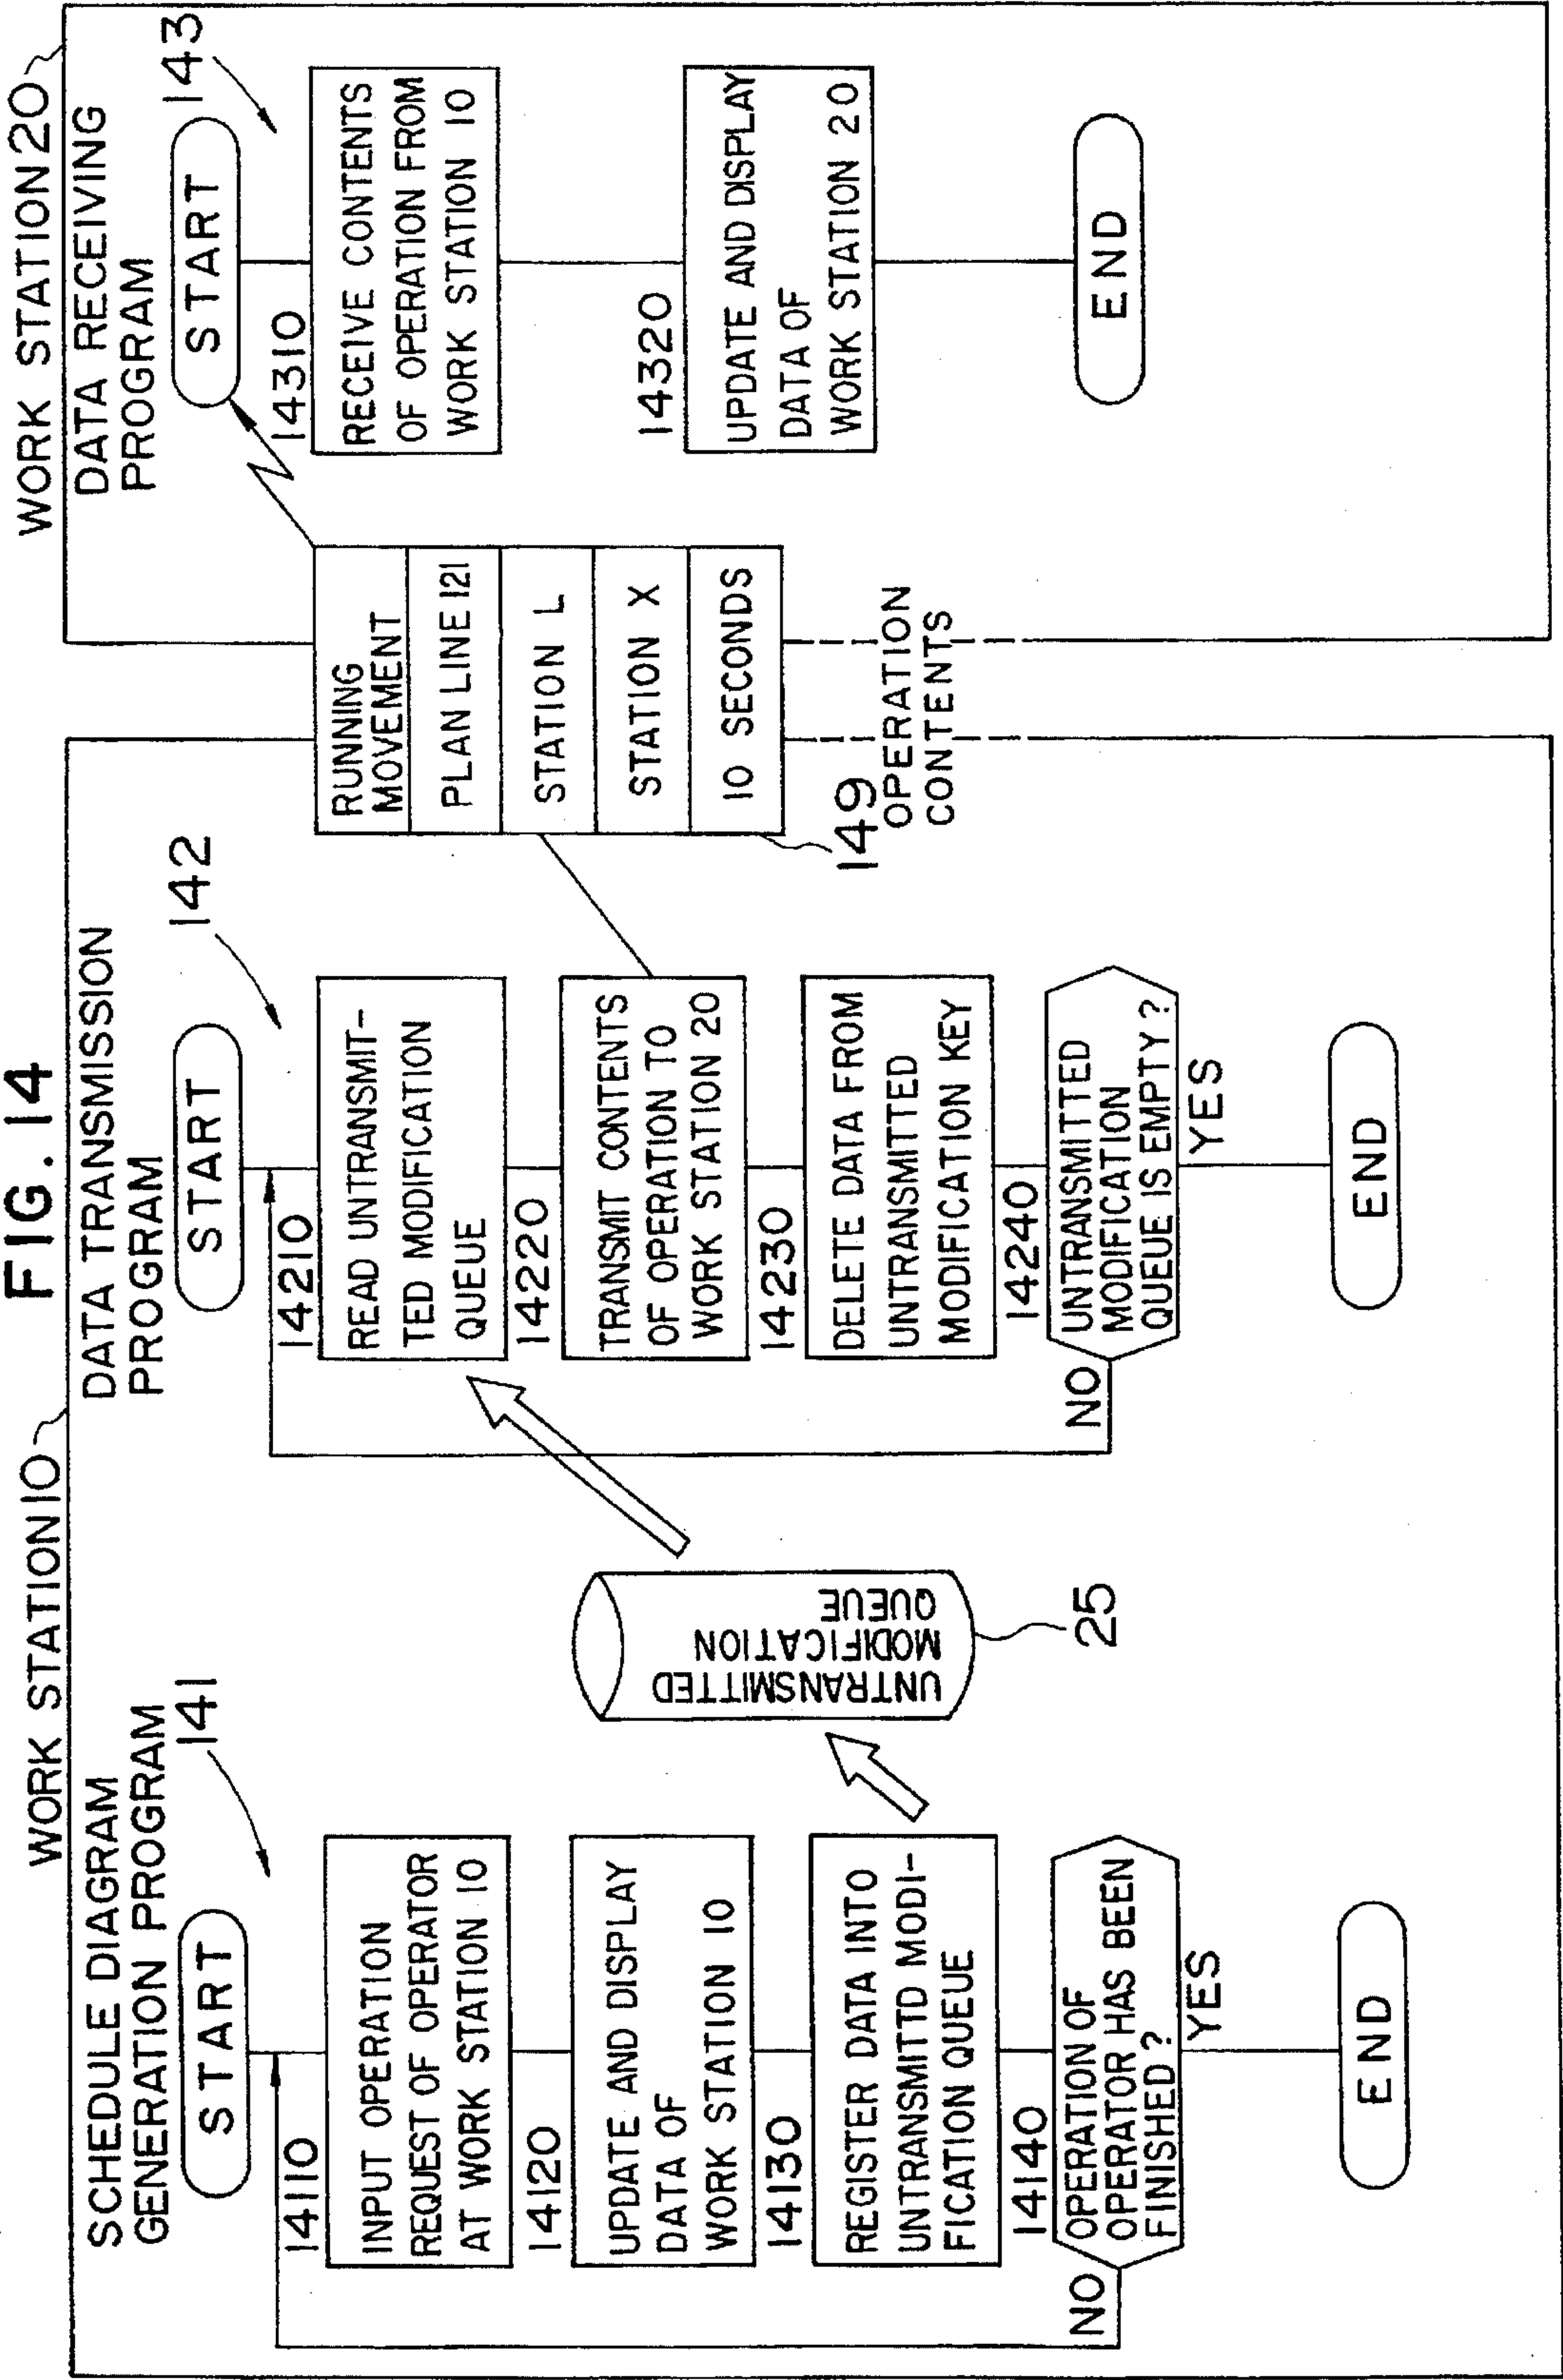 FIG. 14
WORK STATION 10
SCHEDULE DIAGRAM
GENERATION PROGRAM
141
START
14110
INPUT OPERATION
REQUEST OF OPERATOR
AT WORK STATION 10
14120
UPDATE AND DISPLAY
DATA OF
WORK STATION 10
14130
REGISTER DATA INTO
UNTRANSMITTD MODI-
FICATION QUEUE
14140
OPERATION OF
OPERATOR HAS BEEN
FINISHED ?
NO
YES
END
UNTRANSMITTED
MODIFICATION
QUEUE
25
DATA TRANSMISSION
PROGRAM
142
START
14210
READ UNTRANSMIT-
TED MODIFICATION
QUEUE
14220
TRANSMIT CONTENTS
OF OPERATION TO
WORK STATION 20
14230
DELETE DATA FROM
UNTRANSMITTED
MODIFICATION KEY
14240
UNTRANSMITTED
MODIFICATION
QUEUE IS EMPTY ?
NO
YES
END
RUNNING
MOVEMENT
PLAN LINE 121
STATION L
STATION X
10 SECONDS
149
OPERATION
CONTENTS
WORK STATION 20
DATA RECEIVING
PROGRAM
143
START
14310
RECEIVE CONTENTS
OF OPERATION FROM
WORK STATION 10
14320
UPDATE AND DISPLAY
DATA OF
WORK STATION 20
END